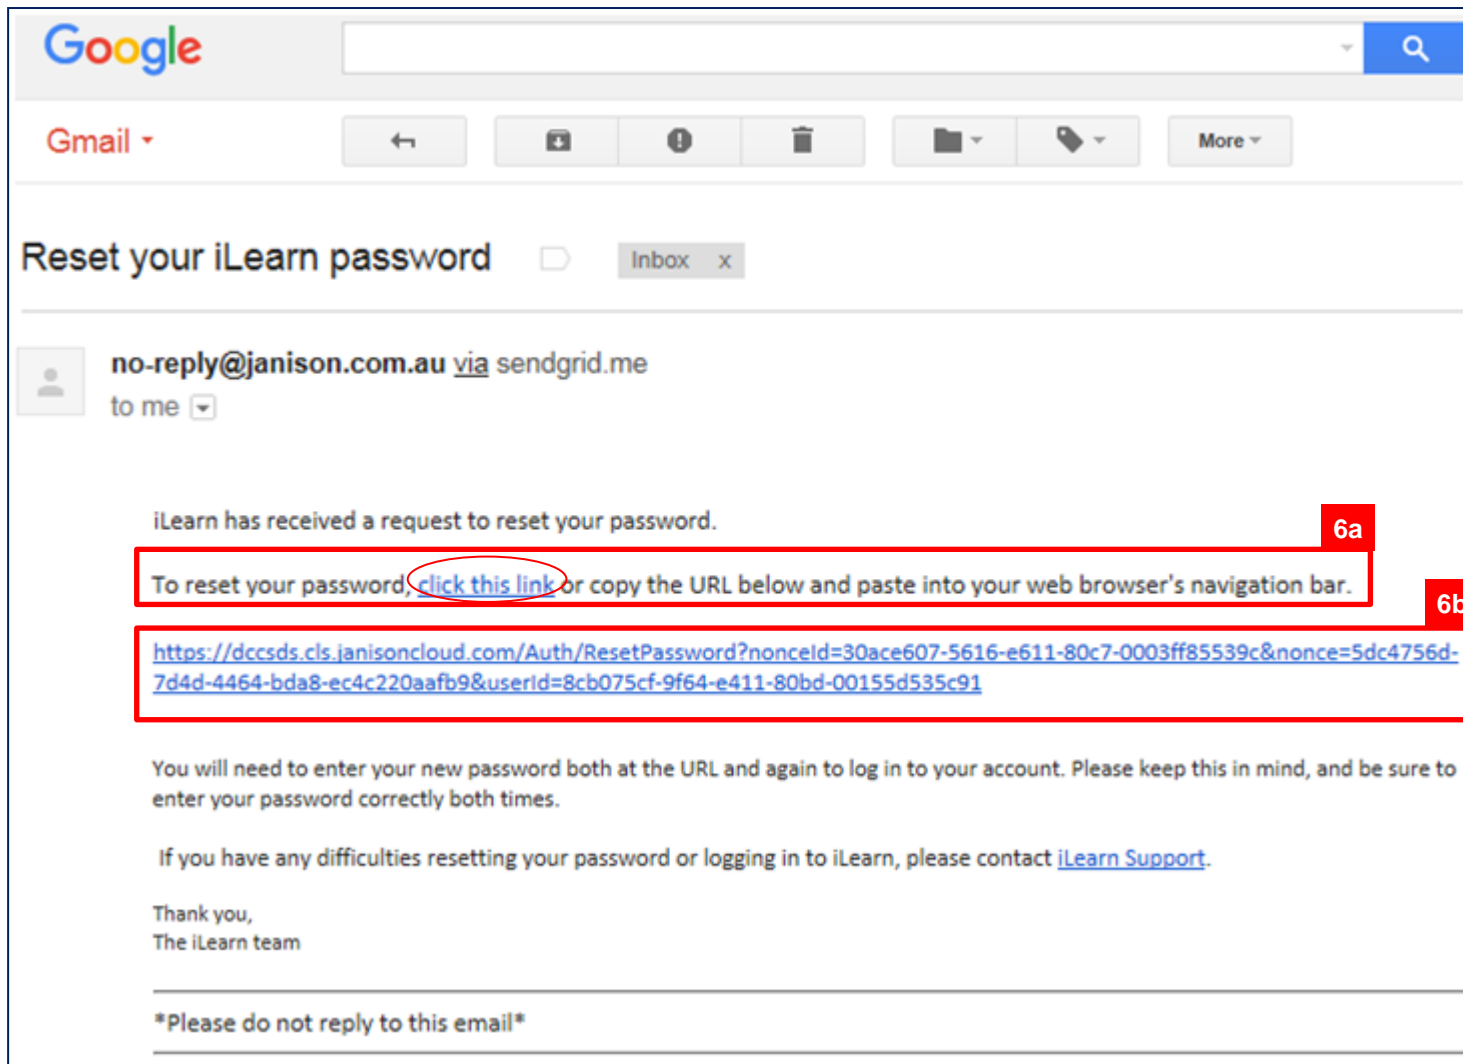 Google
Gmail
More
Reset your iLearn password
Inbox x
no-reply@janison.com.au via sendgrid.me
to me
iLearn has received a request to reset your password.
6a
To reset your password, click this link or copy the URL below and paste into your web browser's navigation bar.
6b
https://dccsds.cls.janisoncloud.com/Auth/ResetPassword?nonceId=30ace607-5616-e611-80c7-0003ff85539c&nonce=5dc4756d-
7d4d-4464-bda8-ec4c220aafb9&userId=8cb075cf-9f64-e411-80bd-00155d535c91
You will need to enter your new password both at the URL and again to log in to your account. Please keep this in mind, and be sure to
enter your password correctly both times.
If you have any difficulties resetting your password or logging in to iLearn, please contact iLearn Support.
Thank you,
The iLearn team
*Please do not reply to this email*